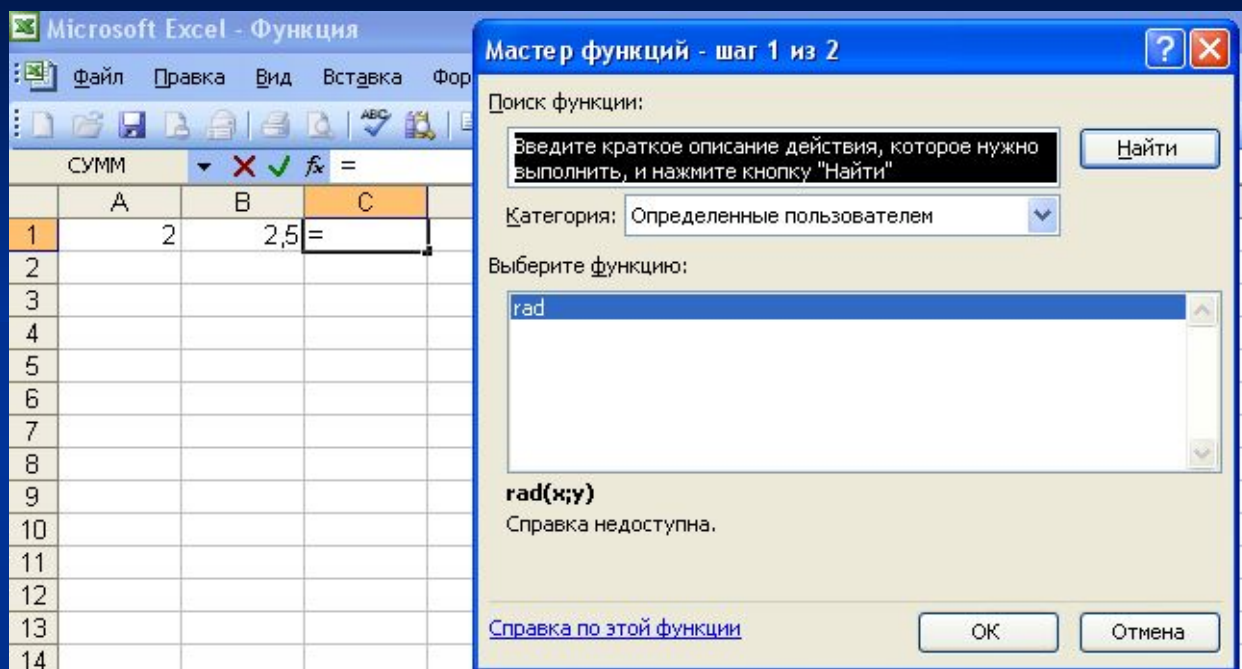 Microsoft Excel - Функция
Файл Правка Вид Вставка Фор
ABC
СУММ fx =
A B C
1 2 2,5 =
2
3
4
5
6
7
8
9
10
11
12
13
14
Мастер функций - шаг 1 из 2
Поиск функции:
Введите краткое описание действия, которое нужно
выполнить, и нажмите кнопку "Найти"
Найти
Категория: Определенные пользователем
Выберите функцию:
rad
rad(x;y)
Справка недоступна.
Справка по этой функции
ОК Отмена